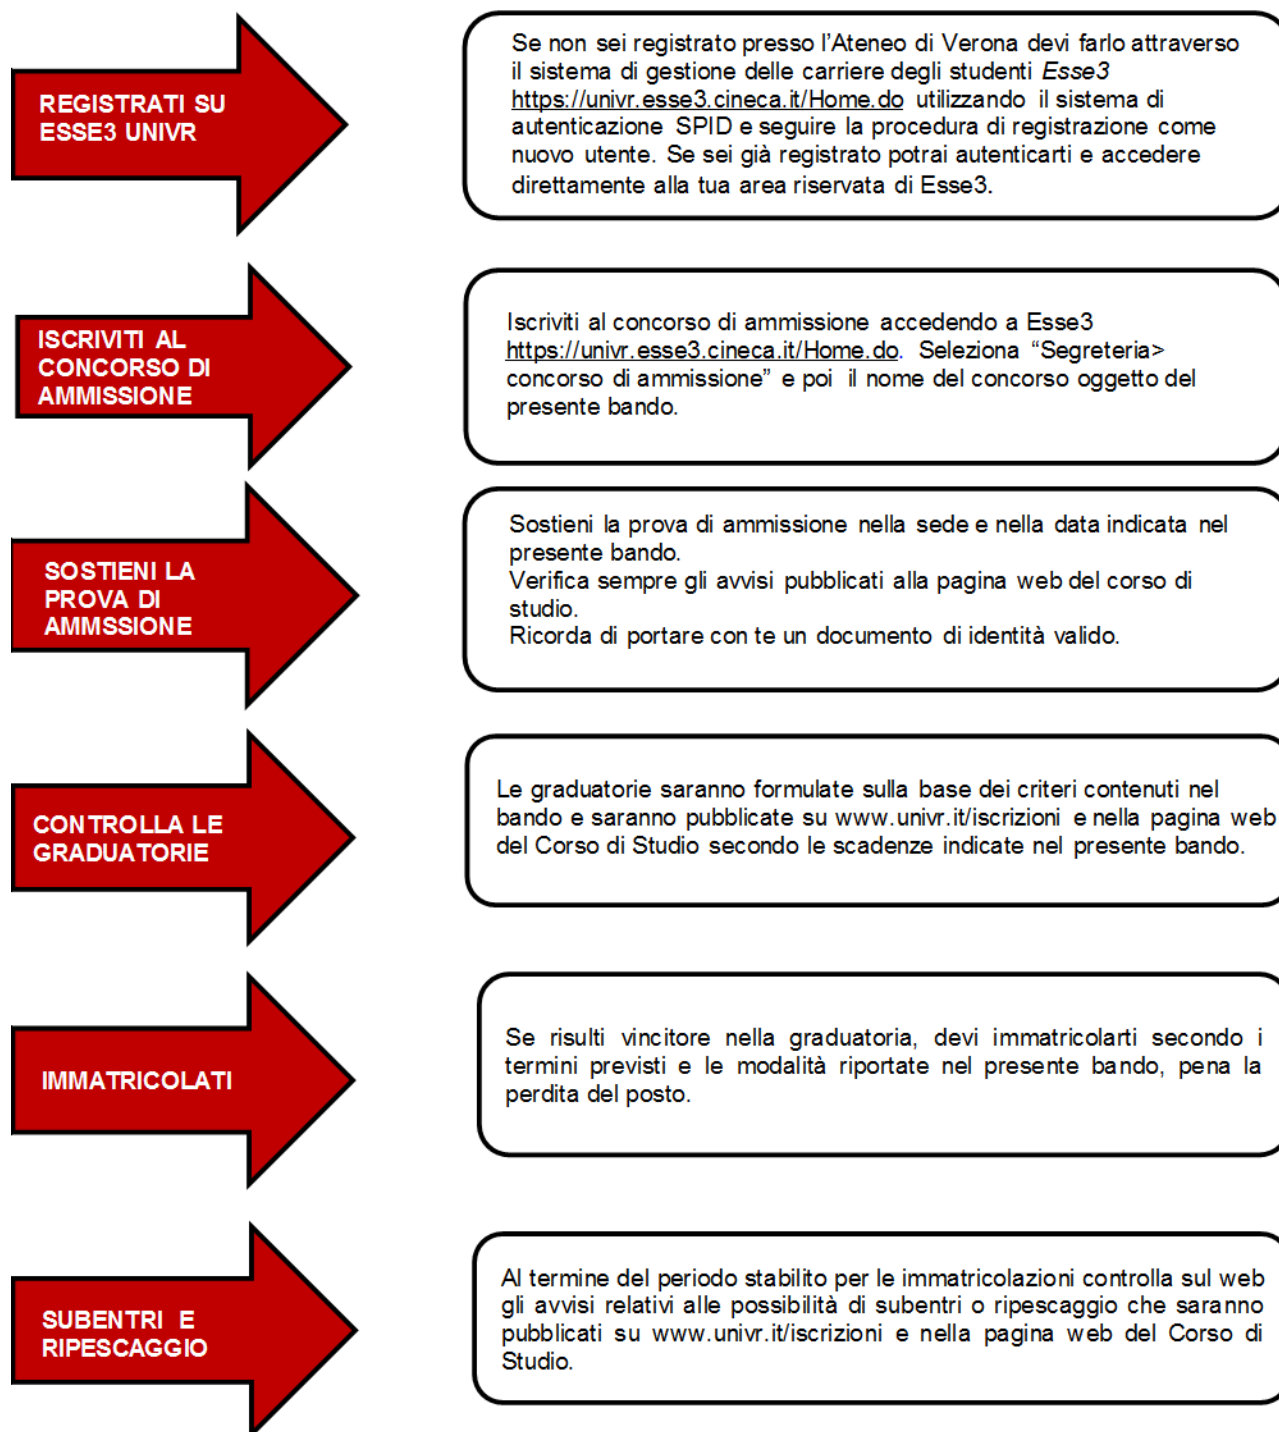 REGISTRATI SU
ESSE3 UNIVR
Se non sei registrato presso l'Ateneo di Verona devi farlo attraverso
il sistema di gestione delle carriere degli studenti Esse3
https://univr.esse3.cineca.it/Home.do utilizzando il sistema di
autenticazione SPID e seguire la procedura di registrazione come
nuovo utente. Se sei già registrato potrai autenticarti e accedere
direttamente alla tua area riservata di Esse3.
ISCRIVITI AL
CONCORSO DI
AMMISSIONE
Iscriviti al concorso di ammissione accedendo a Esse3
https://univr.esse3.cineca.it/Home.do. Seleziona “Segreteria>
concorso di ammissione” e poi il nome del concorso oggetto del
presente bando.
SOSTIENI LA
PROVA DI
AMMSSIONE
Sostieni la prova di ammissione nella sede e nella data indicata nel
presente bando.
Verifica sempre gli avvisi pubblicati alla pagina web del corso di
studio.
Ricorda di portare con te un documento di identità valido.
CONTROLLA LE
GRADUATORIE
Le graduatorie saranno formulate sulla base dei criteri contenuti nel
bando e saranno pubblicate su www.univr.it/iscrizioni e nella pagina web
del Corso di Studio secondo le scadenze indicate nel presente bando.
IMMATRICOLATI
Se risulti vincitore nella graduatoria, devi immatricolarti secondo i
termini previsti e le modalità riportate nel presente bando, pena la
perdita del posto.
SUBENTRI E
RIPESCAGGIO
Al termine del periodo stabilito per le immatricolazioni controlla sul web
gli avvisi relativi alle possibilità di subentri o ripescaggio che saranno
pubblicati su www.univr.it/iscrizioni e nella pagina web del Corso di
Studio.